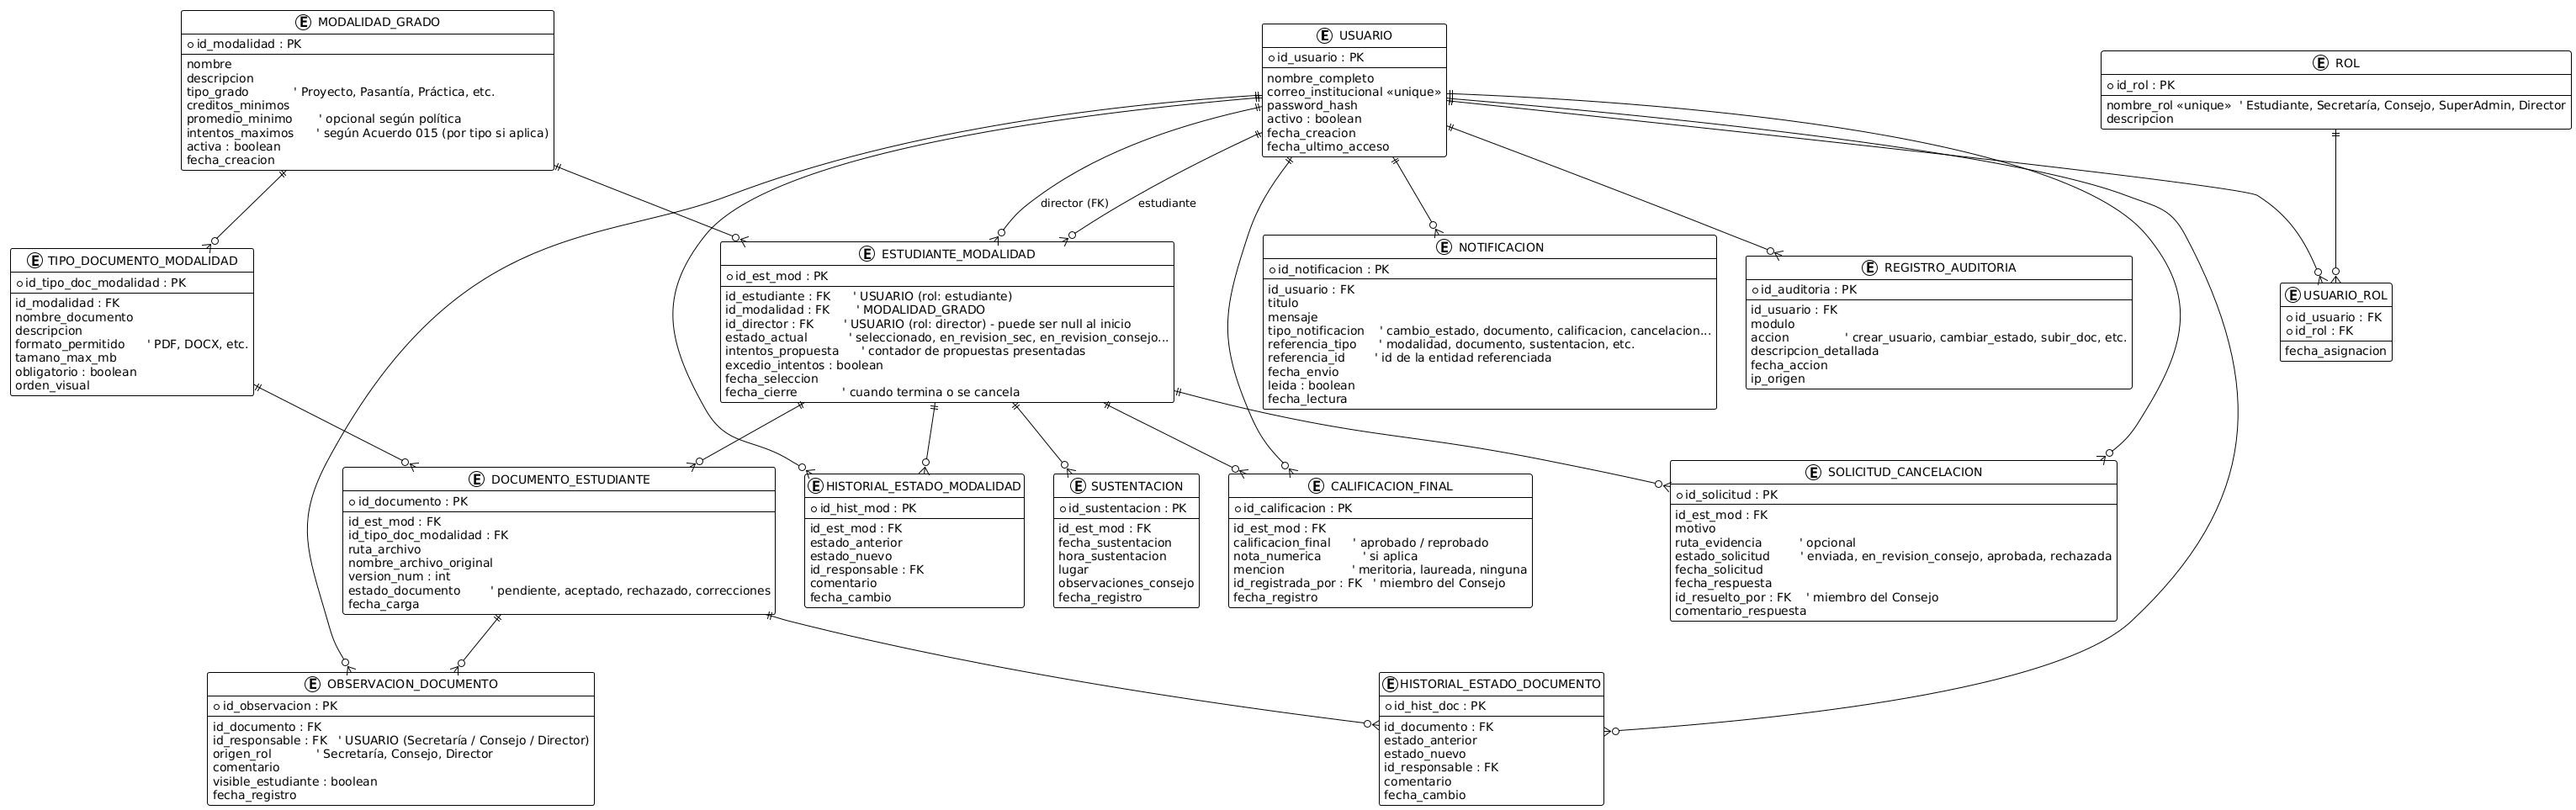 E MODALIDAD_GRADO
id_modalidad : PK
nombre
descripcion
tipo_grado ' Proyecto, Pasantía, Práctica, etc.
creditos_minimos
promedio_minimo ' opcional según política
intentos_maximos ' según Acuerdo 015 (por tipo si aplica)
activa : boolean
fecha_creacion
E USUARIO
id_usuario : PK
nombre_completo
correo_institucional «unique»
password_hash
activo : boolean
fecha_creacion
fecha_ultimo_acceso
E ROL
id_rol : PK
nombre_rol «unique» ' Estudiante, Secretaría, Consejo, SuperAdmin, Director
descripcion
director (FK)
estudiante
E TIPO_DOCUMENTO_MODALIDAD
id_tipo_doc_modalidad : PK
id_modalidad : FK
nombre_documento
descripcion
formato_permitido ' PDF, DOCX, etc.
tamano_max_mb
obligatorio : boolean
orden_visual
E ESTUDIANTE_MODALIDAD
id_est_mod : PK
id_estudiante : FK ' USUARIO (rol: estudiante)
id_modalidad : FK ' MODALIDAD_GRADO
id_director : FK ' USUARIO (rol: director) - puede ser null al inicio
estado_actual ' seleccionado, en_revision_sec, en_revision_consejo...
intentos_propuesta ' contador de propuestas presentadas
excedio_intentos : boolean
fecha_seleccion
fecha_cierre ' cuando termina o se cancela
E NOTIFICACION
id_notificacion : PK
id_usuario : FK
titulo
mensaje
tipo_notificacion ' cambio_estado, documento, calificacion, cancelacion...
referencia_tipo ' modalidad, documento, sustentacion, etc.
referencia_id ' id de la entidad referenciada
fecha_envio
leida : boolean
fecha_lectura
E REGISTRO_AUDITORIA
id_auditoria : PK
id_usuario : FK
modulo
accion ' crear_usuario, cambiar_estado, subir_doc, etc.
descripcion_detallada
fecha_accion
ip_origen
E USUARIO_ROL
id_usuario : FK
id_rol : FK
fecha_asignacion
E DOCUMENTO_ESTUDIANTE
id_documento : PK
id_est_mod : FK
id_tipo_doc_modalidad : FK
ruta_archivo
nombre_archivo_original
version_num : int
estado_documento ' pendiente, aceptado, rechazado, correcciones
fecha_carga
E HISTORIAL_ESTADO_MODALIDAD
id_hist_mod : PK
id_est_mod : FK
estado_anterior
estado_nuevo
id_responsable : FK
comentario
fecha_cambio
E SUSTENTACION
id_sustentacion : PK
id_est_mod : FK
fecha_sustentacion
hora_sustentacion
lugar
observaciones_consejo
fecha_registro
E CALIFICACION_FINAL
id_calificacion : PK
id_est_mod : FK
calificacion_final ' aprobado / reprobado
nota_numerica ' si aplica
mencion ' meritoria, laureada, ninguna
id_registrada_por : FK ' miembro del Consejo
fecha_registro
E SOLICITUD_CANCELACION
id_solicitud : PK
id_est_mod : FK
motivo
ruta_evidencia ' opcional
estado_solicitud ' enviada, en_revision_consejo, aprobada, rechazada
fecha_solicitud
fecha_respuesta
id_resuelto_por : FK ' miembro del Consejo
comentario_respuesta
E OBSERVACION_DOCUMENTO
id_observacion : PK
id_documento : FK
id_responsable : FK ' USUARIO (Secretaría / Consejo / Director)
origen_rol ' Secretaría, Consejo, Director
comentario
visible_estudiante : boolean
fecha_registro
E HISTORIAL_ESTADO_DOCUMENTO
id_hist_doc : PK
id_documento : FK
estado_anterior
estado_nuevo
id_responsable : FK
comentario
fecha_cambio